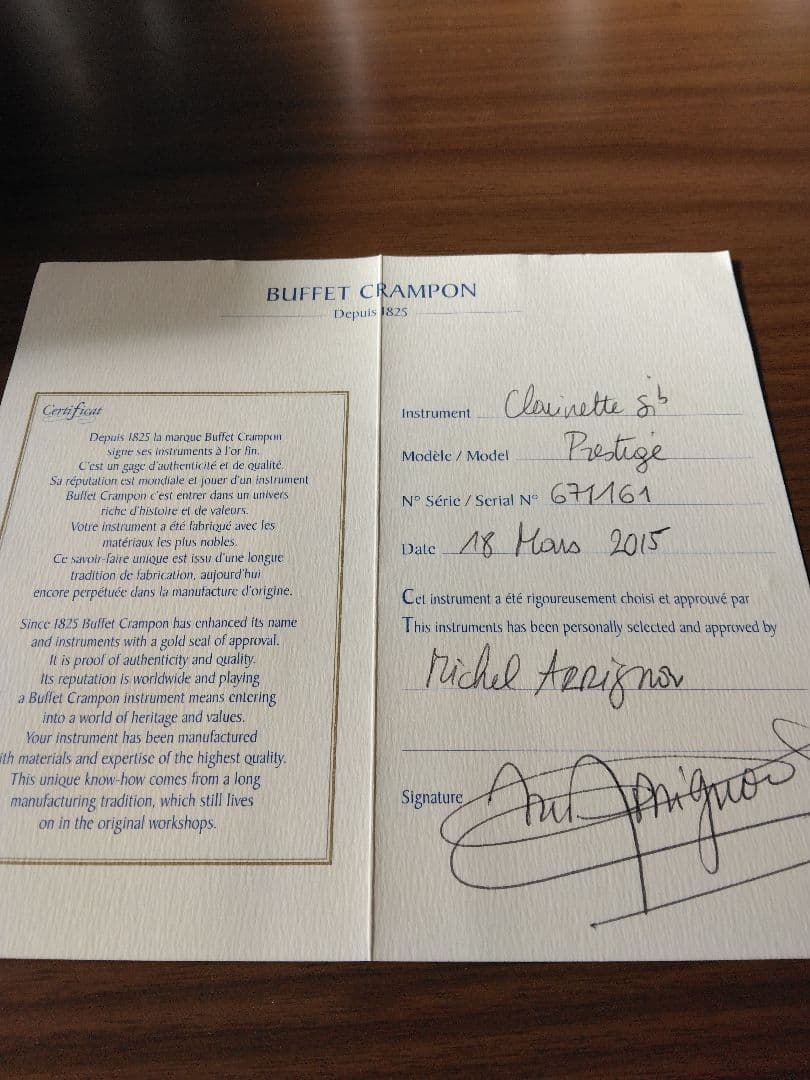 BUFFET CRAMPON
Depuis 1825
Certificat
Depuis 1825 la marque Buffet Crampon
signe ses instruments à l'or fin.
C'est un gage d'authenticité et de qualité.
Sa réputation est mondiale et jouer d'un instrument
Buffet Crampon c'est entrer dans un univers
riche d'histoire et de valeurs.
Votre instrument a été fabriqué avec les
matériaux les plus nobles.
Ce savoir-faire unique est issu d'une longue
tradition de fabrication, aujourd'hui
encore perpétuée dans la manufacture d'origine.
Since 1825 Buffet Crampon has enhanced its name
and instruments with a gold seal of approval.
It is proof of authenticity and quality.
Its reputation is worldwide and playing
a Buffet Crampon instrument means entering
into a world of heritage and values.
Your instrument has been manufactured
ith materials and expertise of the highest quality.
This unique know-how comes from a long
manufacturing tradition, which still lives
on in the original workshops.
Instrument Clarinette Sib
Modèle / Model Prestige
N° Série / Serial N° 671161
Date 18 Mars 2015
Cet instrument a été rigoureusement choisi et approuvé par
This instruments has been personally selected and approved by
Michel Arrignon
Signature